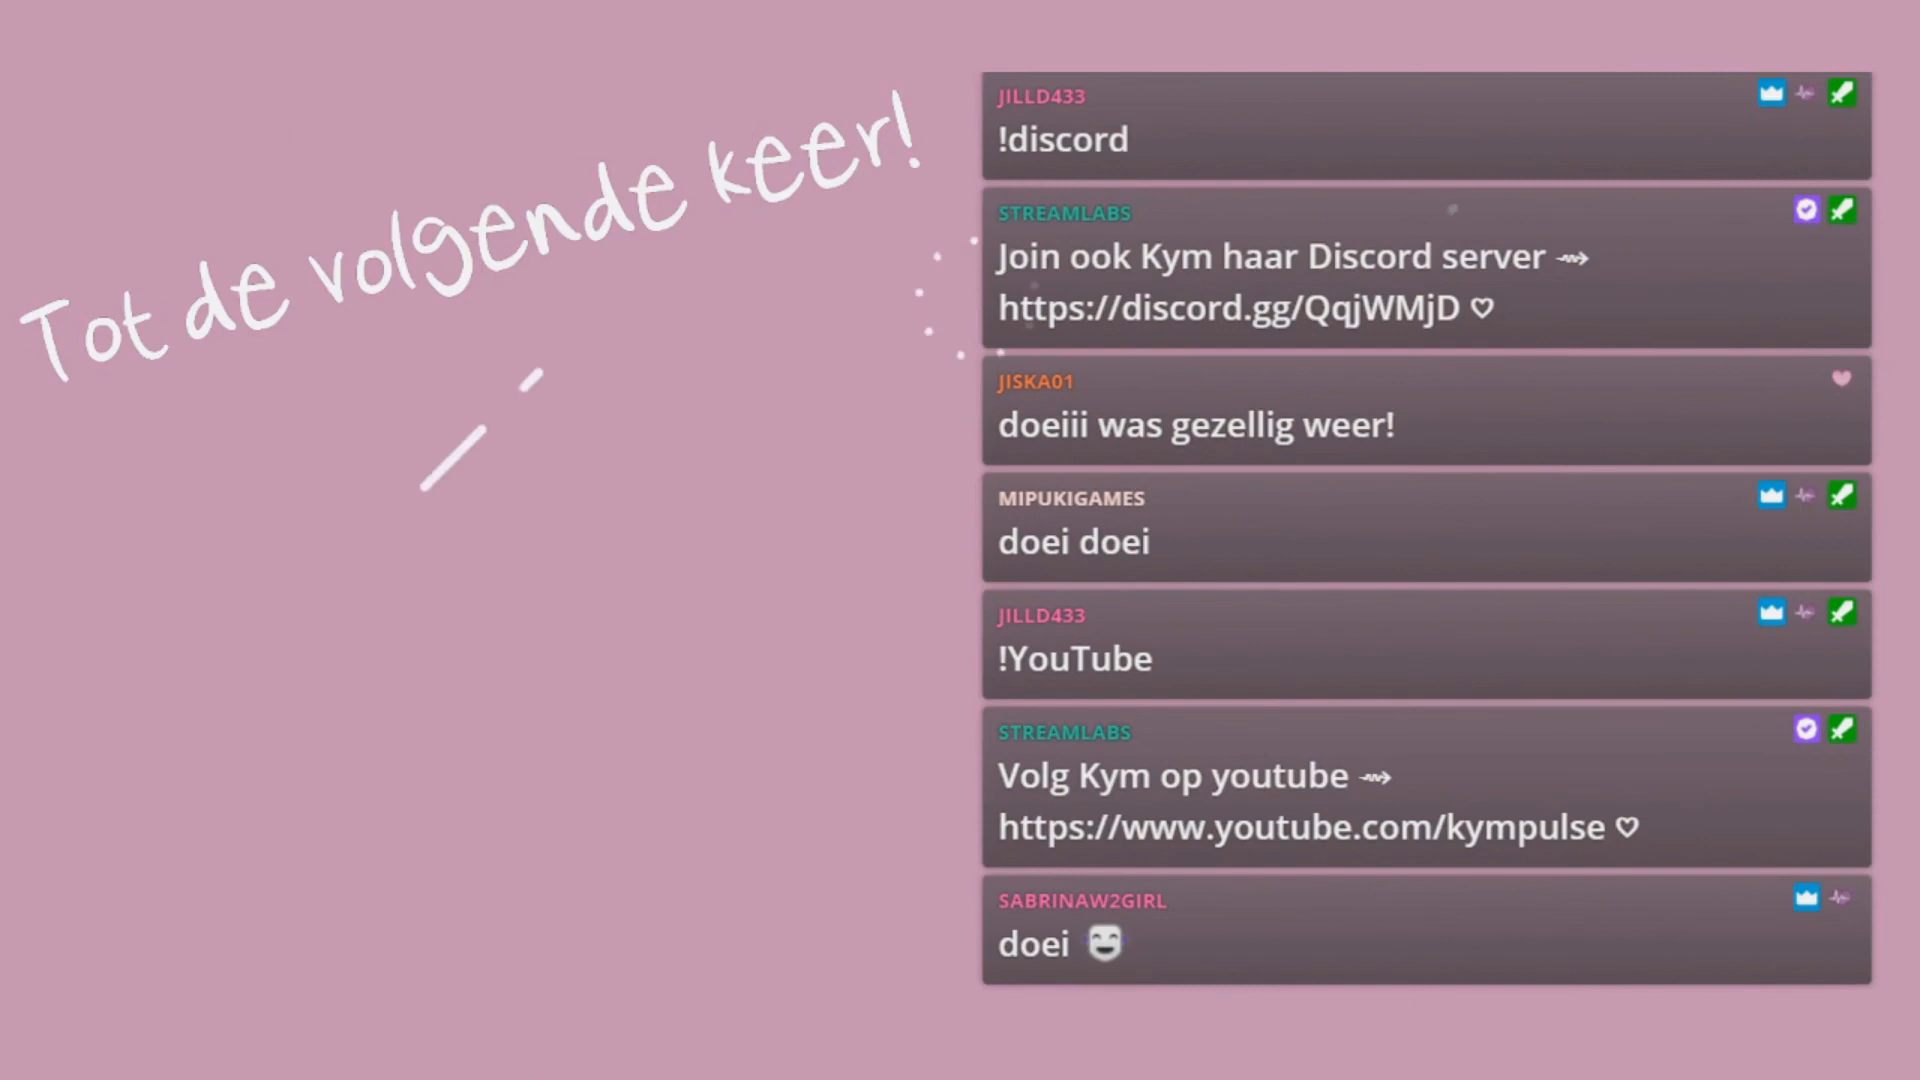 Tot de volgende keer!
JILLD433
!discord
STREAMLABS
Join ook Kym haar Discord server ⇝
https://discord.gg/QqjWMjD ♡
JISKA01
doeiii was gezellig weer!
MIPUKIGAMES
doei doei
JILLD433
!YouTube
STREAMLABS
Volg Kym op youtube ⇝
https://www.youtube.com/kympulse ♡
SABRINAW2GIRL
doei